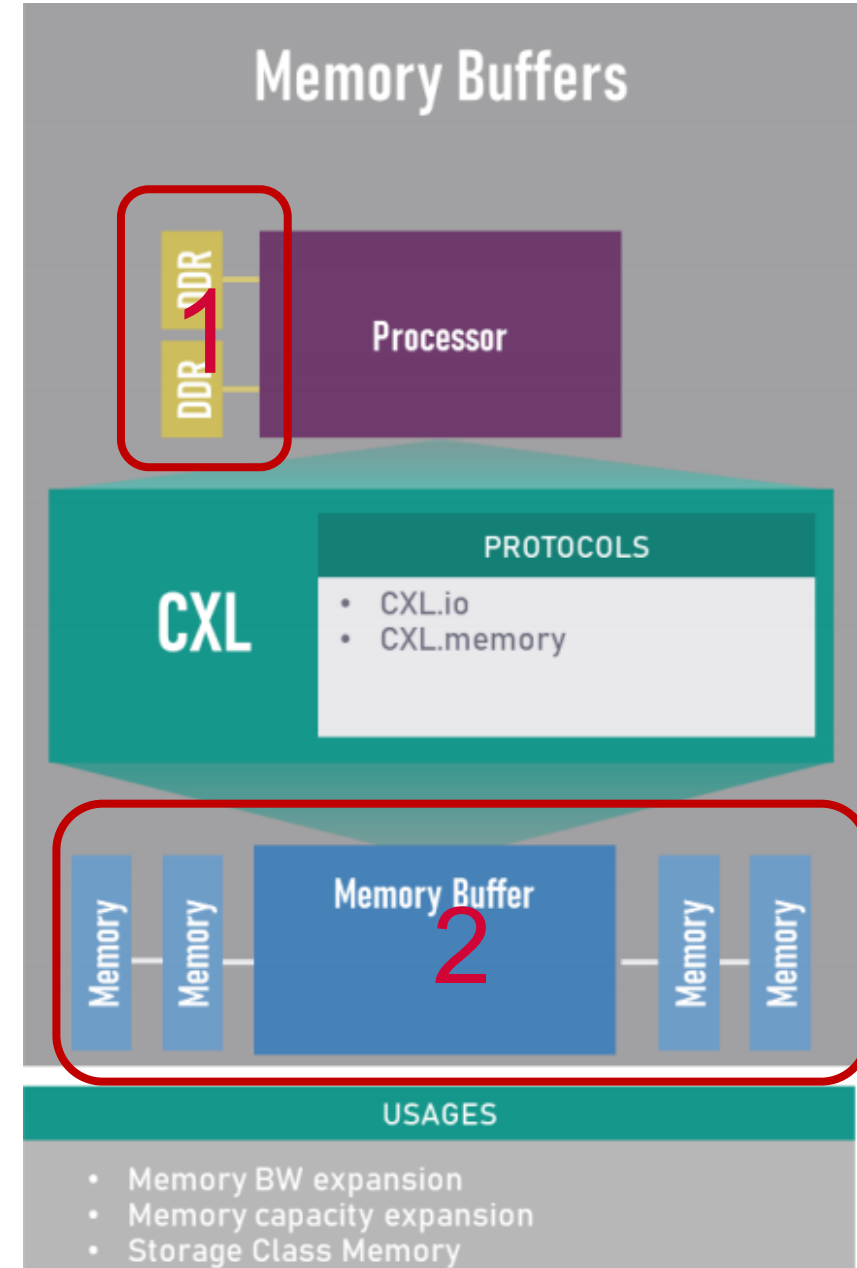 Memory Buffers
DDR
1
DDR
Processor
CXL
PROTOCOLS
• CXL.io
• CXL.memory
Memory
Memory
Memory Buffer
2
Memory
Memory
USAGES
• Memory BW expansion
• Memory capacity expansion
• Storage Class Memory